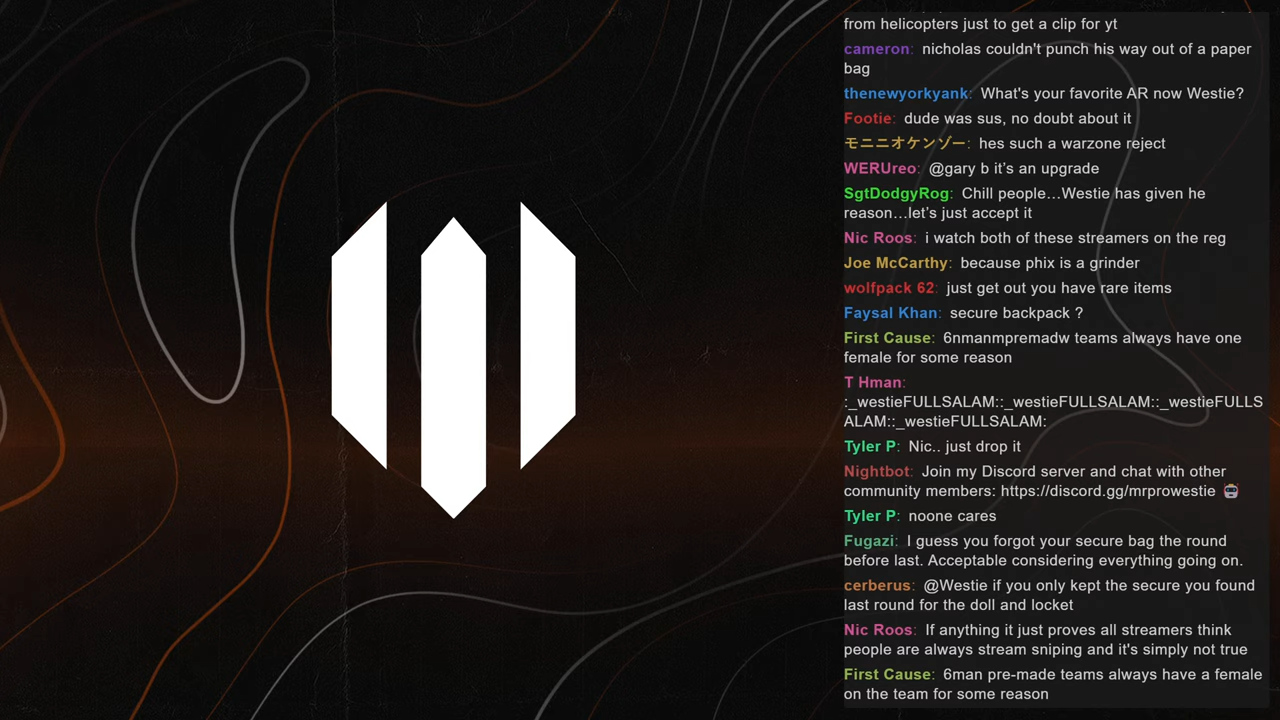 from helicopters just to get a clip for yt
cameron: nicholas couldn't punch his way out of a paper
bag
thenewyorkyank: What's your favorite AR now Westie?
Footie: dude was sus, no doubt about it
モニニオケンゾー: hes such a warzone reject
WERUreo: @gary b it’s an upgrade
SgtDodgyRog: Chill people…Westie has given he
reason…let’s just accept it
Nic Roos: i watch both of these streamers on the reg
Joe McCarthy: because phix is a grinder
wolfpack 62: just get out you have rare items
Faysal Khan: secure backpack ?
First Cause: 6nmanmpremadw teams always have one
female for some reason
T Hman:
:_westieFULLSALAM::_westieFULLSALAM::_westieFULLS
ALAM::_westieFULLSALAM:
Tyler P: Nic.. just drop it
Nightbot: Join my Discord server and chat with other
community members: https://discord.gg/mrprowestie
Tyler P: noone cares
Fugazi: I guess you forgot your secure bag the round
before last. Acceptable considering everything going on.
cerberus: @Westie if you only kept the secure you found
last round for the doll and locket
Nic Roos: If anything it just proves all streamers think
people are always stream sniping and it's simply not true
First Cause: 6man pre-made teams always have a female
on the team for some reason